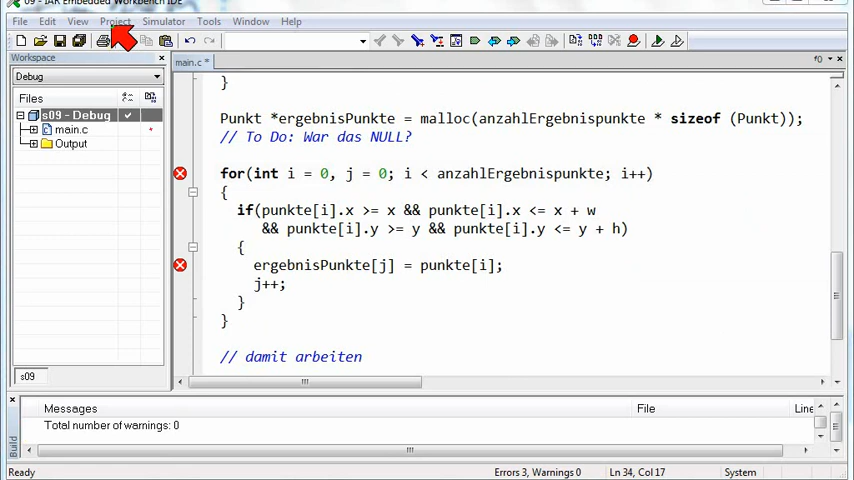 09 - IAR Embedded Workbench IDE
File Edit View Project Simulator Tools Window Help
Workspace
main.c *
f()
Debug
Files
s09 - Debug
main.c
Output
s09
}
Punkt *ergebnisPunkte = malloc(anzahlErgebnispunkte * sizeof (Punkt));
// To Do: War das NULL?
for(int i = 0, j = 0; i < anzahlErgebnispunkte; i++)
{
if(punkte[i].x >= x && punkte[i].x <= x + w
&& punkte[i].y >= y && punkte[i].y <= y + h)
{
ergebnisPunkte[j] = punkte[i];
j++;
}
}
// damit arbeiten
Messages File Line
Total number of warnings: 0
Build
Ready Errors 3, Warnings 0 Ln 34, Col 17 System